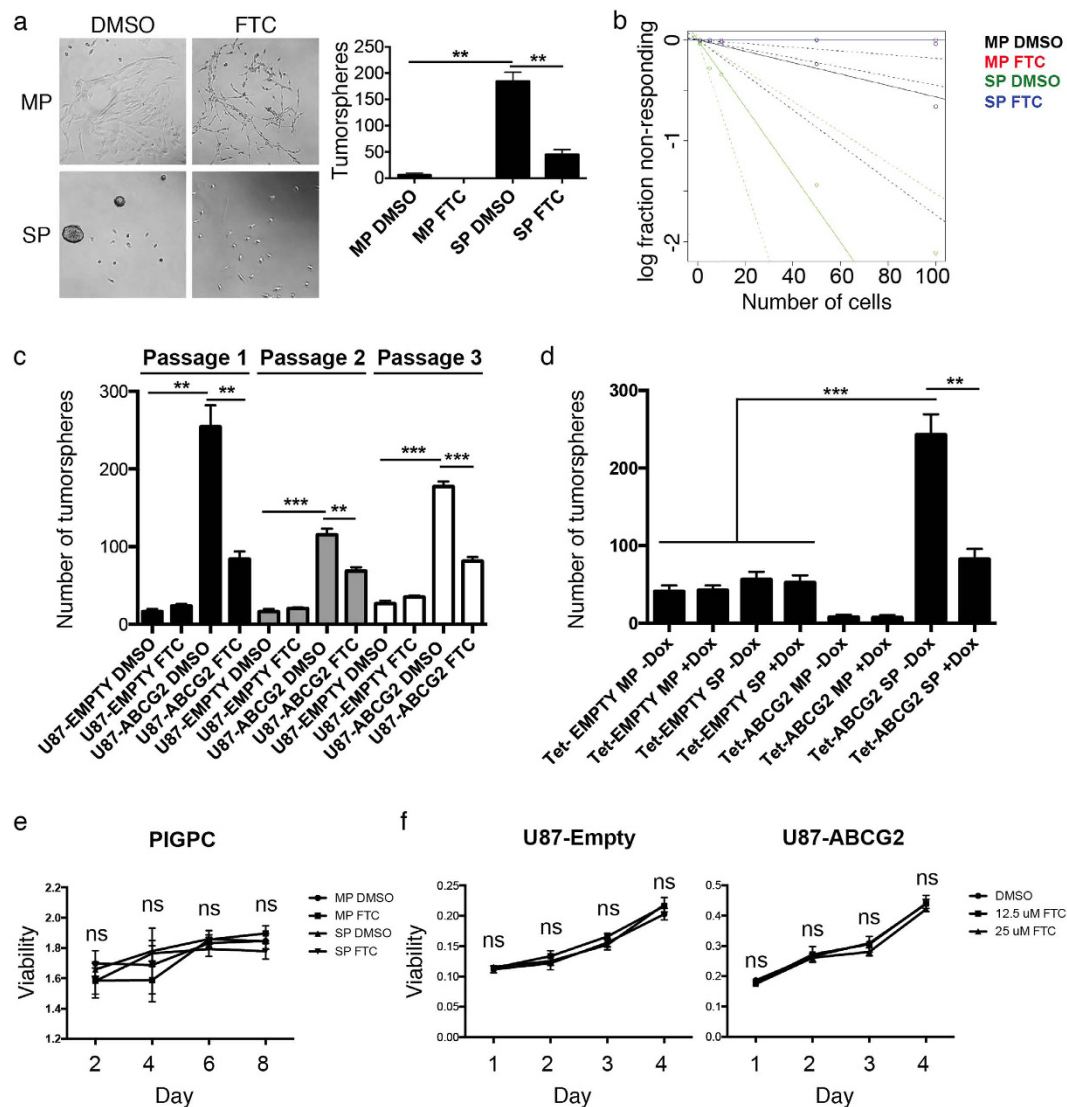 a
DMSO
FTC
MP
SP
Tumorspheres
250
200
150
100
50
0
**
**
MP DMSO
MP FTC
SP DMSO
SP FTC
b
log fraction non-responding
0
-1
-2
0
20
40
60
80
100
Number of cells
MP DMSO
MP FTC
SP DMSO
SP FTC
c
Passage 1
Passage 2
Passage 3
Number of tumorspheres
300
200
100
0
**
**
***
**
***
***
U87-EMPTY DMSO
U87-EMPTY FTC
U87-ABCG2 DMSO
U87-ABCG2 FTC
U87-EMPTY DMSO
U87-EMPTY FTC
U87-ABCG2 DMSO
U87-ABCG2 FTC
U87-EMPTY DMSO
U87-EMPTY FTC
U87-ABCG2 DMSO
U87-ABCG2 FTC
d
Number of tumorspheres
300
200
100
0
***
**
Tet- EMPTY MP -Dox
Tet-EMPTY MP +Dox
Tet-EMPTY SP -Dox
Tet-EMPTY SP +Dox
Tet-ABCG2 MP -Dox
Tet-ABCG2 MP +Dox
Tet-ABCG2 SP -Dox
Tet-ABCG2 SP +Dox
e
PIGPC
Viability
2.2
2.0
1.8
1.6
1.4
1.2
ns
ns
ns
ns
2
4
6
8
Day
MP DMSO
MP FTC
SP DMSO
SP FTC
f
U87-Empty
Viability
0.25
0.20
0.15
0.10
0.05
0.00
ns
ns
ns
ns
1
2
3
4
Day
U87-ABCG2
0.5
0.4
0.3
0.2
0.1
0.0
ns
ns
ns
ns
1
2
3
4
Day
DMSO
12.5 uM FTC
25 uM FTC